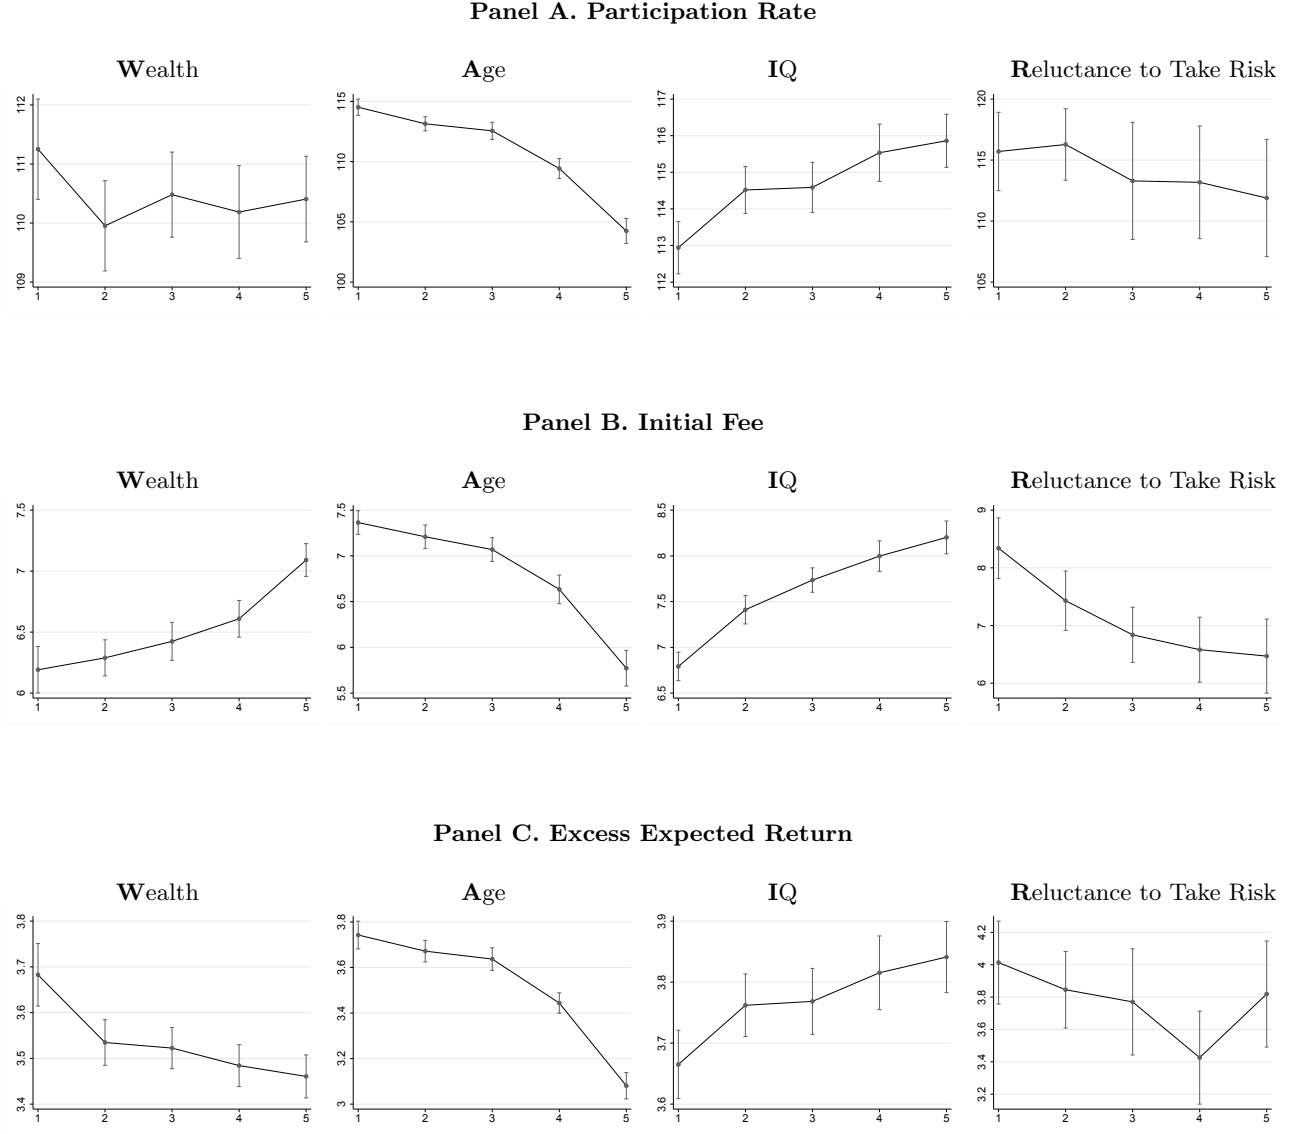 Panel A. Participation Rate
Wealth Age IQ Reluctance to Take Risk
112 111 110 109
1 2 3 4 5
115 110 105 100
1 2 3 4 5
117 116 115 114 113 112
1 2 3 4 5
120 115 110 105
1 2 3 4 5
Panel B. Initial Fee
Wealth Age IQ Reluctance to Take Risk
7.5 7 6.5 6
1 2 3 4 5
7.5 7 6.5 6 5.5
1 2 3 4 5
8.5 8 7.5 7 6.5
1 2 3 4 5
9 8 7 6
1 2 3 4 5
Panel C. Excess Expected Return
Wealth Age IQ Reluctance to Take Risk
3.8 3.7 3.6 3.5 3.4
1 2 3 4 5
3.8 3.6 3.4 3.2 3
1 2 3 4 5
3.9 3.8 3.7 3.6
1 2 3 4 5
4.2 4 3.8 3.6 3.4 3.2
1 2 3 4 5